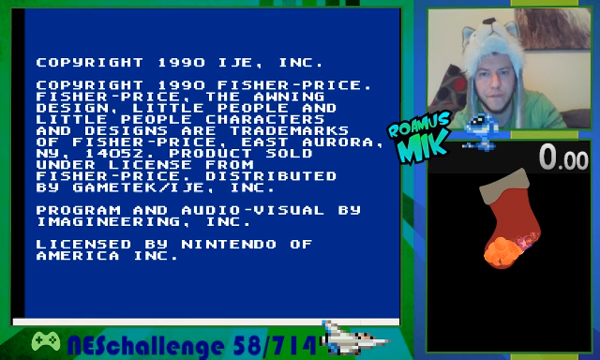 COPYRIGHT 1990 IJE, INC.
COPYRIGHT 1990 FISHER-PRICE.
FISHER-PRICE, THE AWNING
DESIGN, LITTLE PEOPLE AND
LITTLE PEOPLE CHARACTERS
AND DESIGNS ARE TRADEMARKS
OF FISHER-PRICE, EAST AURORA,
NY, 14052. PRODUCT SOLD
UNDER LICENSE FROM
FISHER-PRICE. DISTRIBUTED
BY GAMETEK/IJE, INC.
PROGRAM AND AUDIO-VISUAL BY
IMAGINEERING, INC.
LICENSED BY NINTENDO OF
AMERICA INC.
ROAMUS
MIK
0.00
NESchallenge 58/714